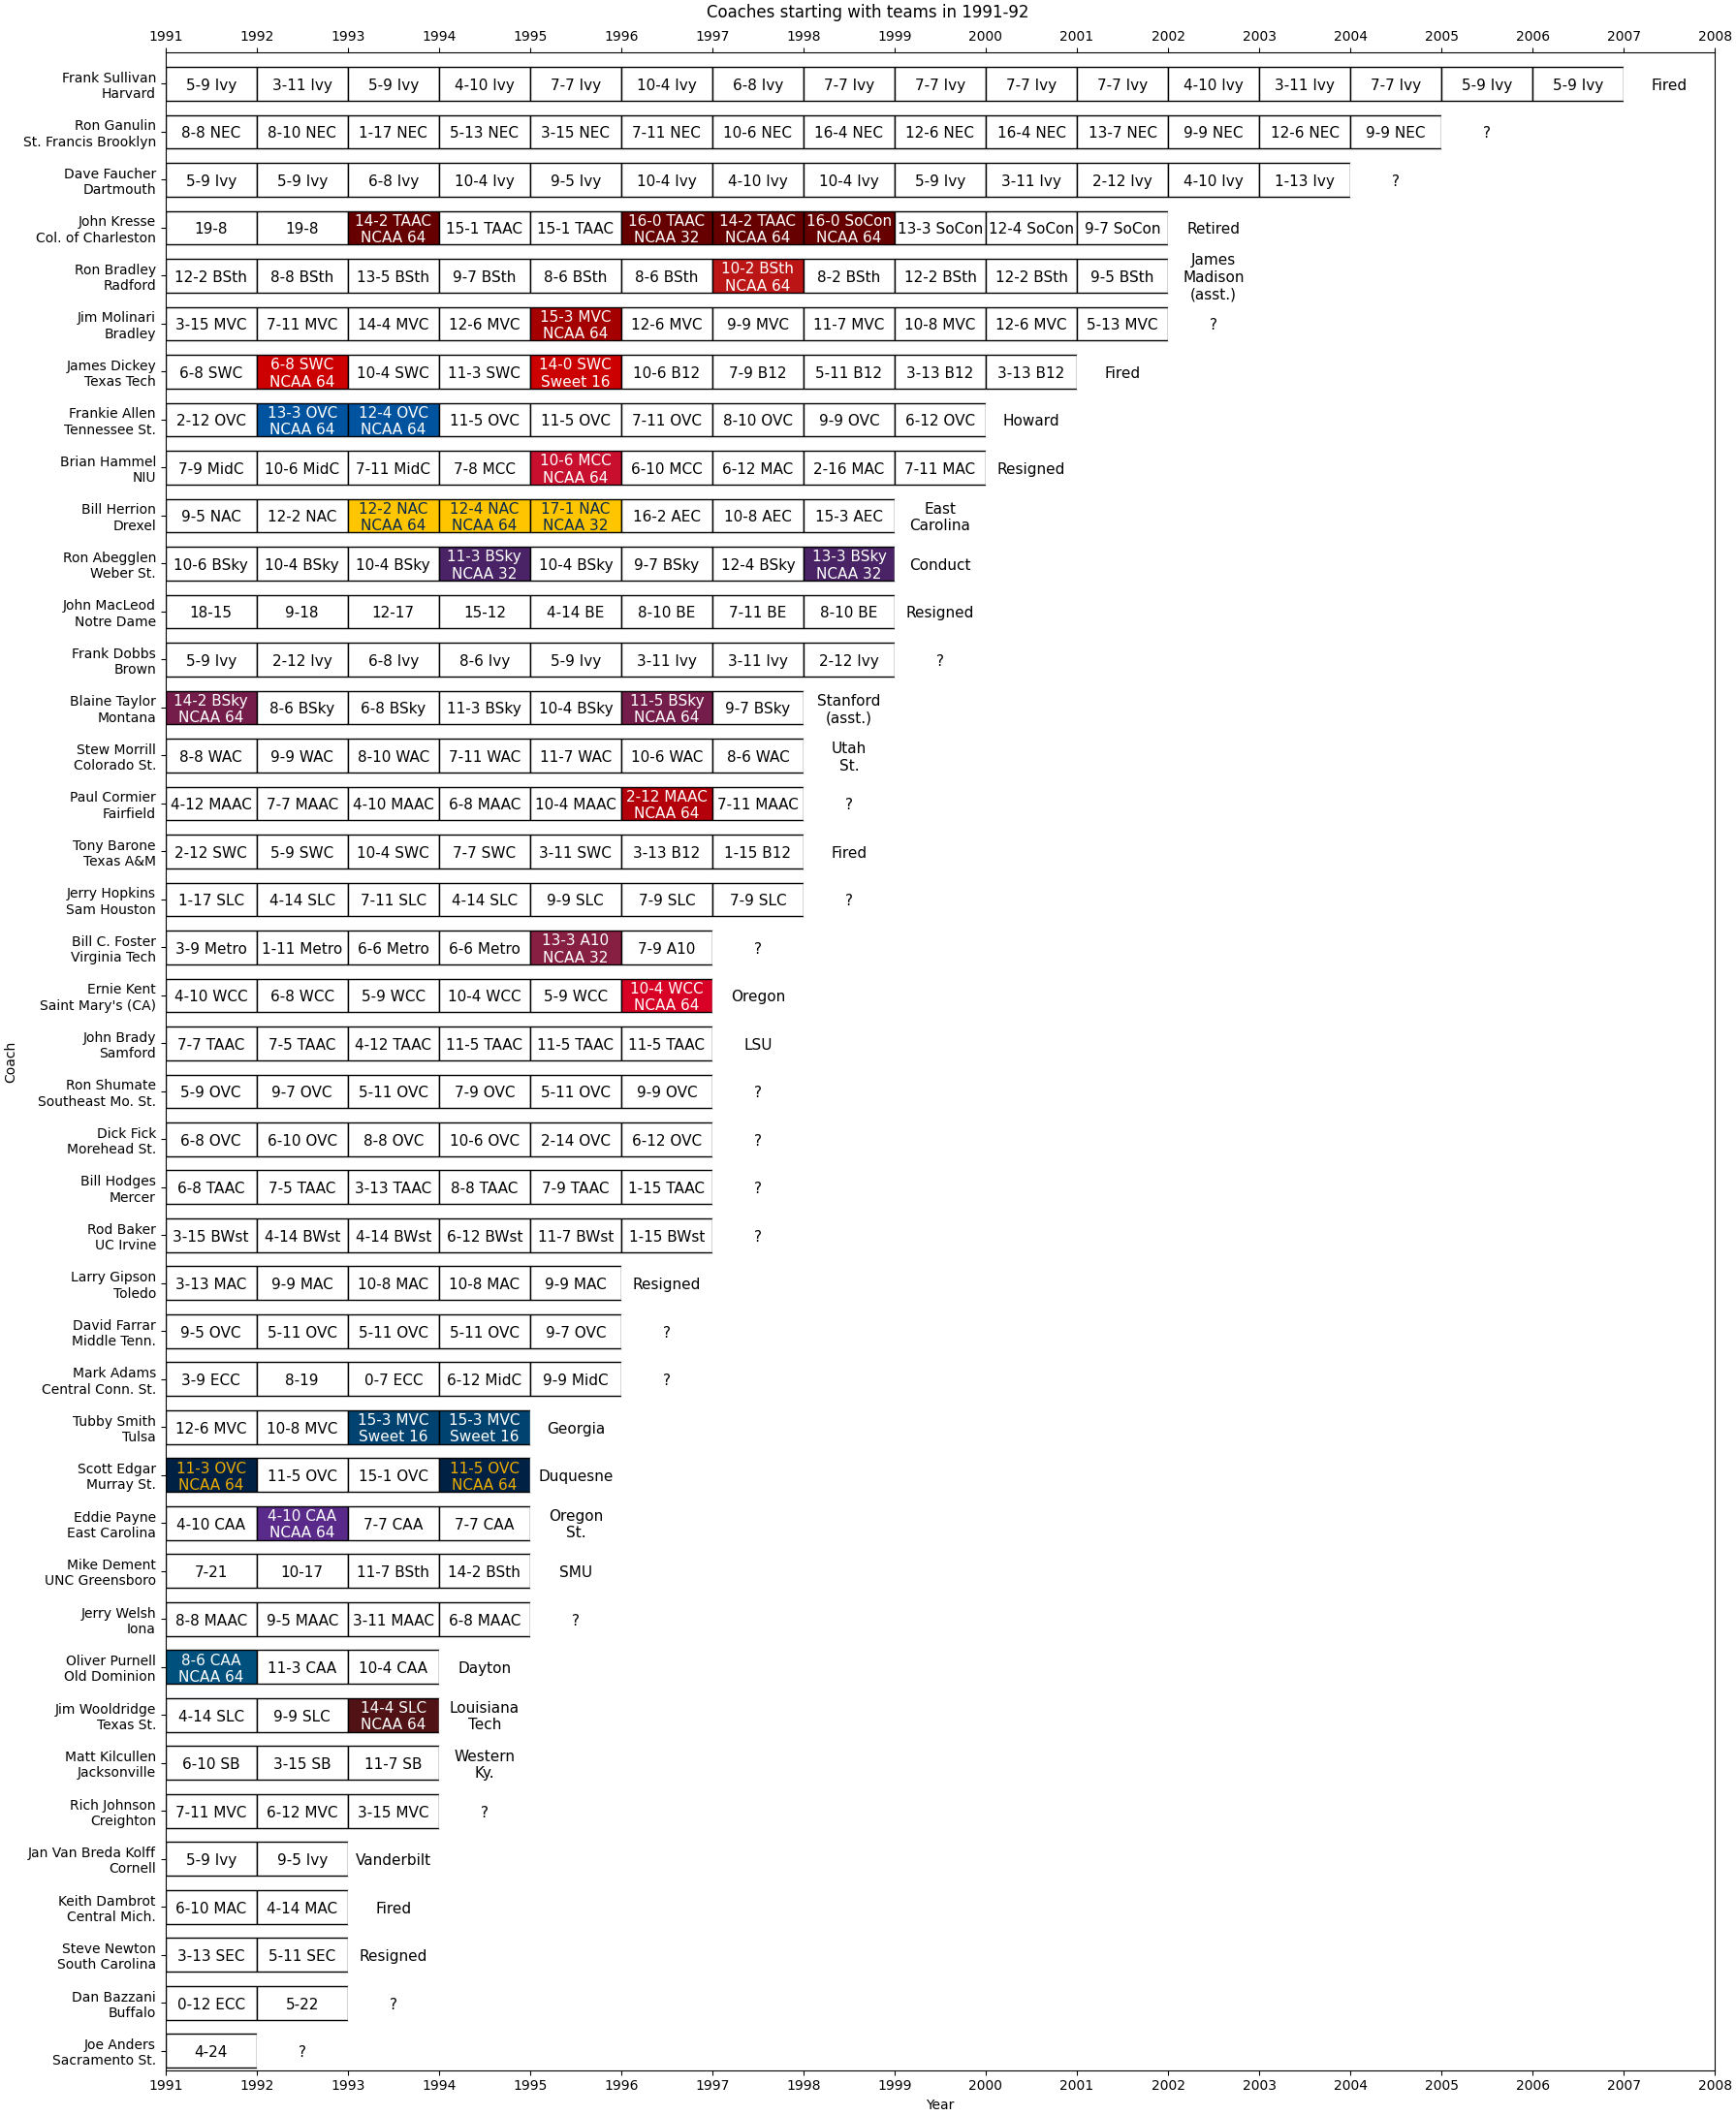 Coaches starting with teams in 1991-92
1991 1992 1993 1994 1995 1996 1997 1998 1999 2000 2001 2002 2003 2004 2005 2006 2007 2008
Frank Sullivan
Harvard
5-9 Ivy 3-11 Ivy 5-9 Ivy 4-10 Ivy 7-7 Ivy 10-4 Ivy 6-8 Ivy 7-7 Ivy 7-7 Ivy 7-7 Ivy 7-7 Ivy 4-10 Ivy 3-11 Ivy 7-7 Ivy 5-9 Ivy 5-9 Ivy Fired
Ron Ganulin
St. Francis Brooklyn
8-8 NEC 8-10 NEC 1-17 NEC 5-13 NEC 3-15 NEC 7-11 NEC 10-6 NEC 16-4 NEC 12-6 NEC 16-4 NEC 13-7 NEC 9-9 NEC 12-6 NEC 9-9 NEC ?
Dave Faucher
Dartmouth
5-9 Ivy 5-9 Ivy 6-8 Ivy 10-4 Ivy 9-5 Ivy 10-4 Ivy 4-10 Ivy 10-4 Ivy 5-9 Ivy 3-11 Ivy 2-12 Ivy 4-10 Ivy 1-13 Ivy ?
John Kresse
Col. of Charleston
19-8 19-8 14-2 TAAC NCAA 64 15-1 TAAC 15-1 TAAC 16-0 TAAC NCAA 32 14-2 TAAC NCAA 64 16-0 SoCon NCAA 64 13-3 SoCon 12-4 SoCon 9-7 SoCon Retired
Ron Bradley
Radford
12-2 BSth 8-8 BSth 13-5 BSth 9-7 BSth 8-6 BSth 8-6 BSth 10-2 BSth NCAA 64 8-2 BSth 12-2 BSth 12-2 BSth 9-5 BSth James Madison (asst.)
Jim Molinari
Bradley
3-15 MVC 7-11 MVC 14-4 MVC 12-6 MVC 15-3 MVC NCAA 64 12-6 MVC 9-9 MVC 11-7 MVC 10-8 MVC 12-6 MVC 5-13 MVC ?
James Dickey
Texas Tech
6-8 SWC 6-8 SWC NCAA 64 10-4 SWC 11-3 SWC 14-0 SWC Sweet 16 10-6 B12 7-9 B12 5-11 B12 3-13 B12 3-13 B12 Fired
Frankie Allen
Tennessee St.
2-12 OVC 13-3 OVC NCAA 64 12-4 OVC NCAA 64 11-5 OVC 11-5 OVC 7-11 OVC 8-10 OVC 9-9 OVC 6-12 OVC Howard
Brian Hammel
NIU
7-9 MidC 10-6 MidC 7-11 MidC 7-8 MCC 10-6 MCC NCAA 64 6-10 MCC 6-12 MAC 2-16 MAC 7-11 MAC Resigned
Bill Herrion
Drexel
9-5 NAC 12-2 NAC 12-2 NAC NCAA 64 12-4 NAC NCAA 64 17-1 NAC NCAA 32 16-2 AEC 10-8 AEC 15-3 AEC East Carolina
Ron Abegglen
Weber St.
10-6 BSky 10-4 BSky 10-4 BSky 11-3 BSky NCAA 32 10-4 BSky 9-7 BSky 12-4 BSky 13-3 BSky NCAA 32 Conduct
John MacLeod
Notre Dame
18-15 9-18 12-17 15-12 4-14 BE 8-10 BE 7-11 BE 8-10 BE Resigned
Frank Dobbs
Brown
5-9 Ivy 2-12 Ivy 6-8 Ivy 8-6 Ivy 5-9 Ivy 3-11 Ivy 3-11 Ivy 2-12 Ivy ?
Blaine Taylor
Montana
14-2 BSky NCAA 64 8-6 BSky 6-8 BSky 11-3 BSky 10-4 BSky 11-5 BSky NCAA 64 9-7 BSky Stanford (asst.)
Stew Morrill
Colorado St.
8-8 WAC 9-9 WAC 8-10 WAC 7-11 WAC 11-7 WAC 10-6 WAC 8-6 WAC Utah St.
Paul Cormier
Fairfield
4-12 MAAC 7-7 MAAC 4-10 MAAC 6-8 MAAC 10-4 MAAC 2-12 MAAC NCAA 64 7-11 MAAC ?
Tony Barone
Texas A&M
2-12 SWC 5-9 SWC 10-4 SWC 7-7 SWC 3-11 SWC 3-13 B12 1-15 B12 Fired
Jerry Hopkins
Sam Houston
1-17 SLC 4-14 SLC 7-11 SLC 4-14 SLC 9-9 SLC 7-9 SLC 7-9 SLC ?
Bill C. Foster
Virginia Tech
3-9 Metro 1-11 Metro 6-6 Metro 6-6 Metro 13-3 A10 NCAA 32 7-9 A10 ?
Ernie Kent
Saint Mary's (CA)
4-10 WCC 6-8 WCC 5-9 WCC 10-4 WCC 5-9 WCC 10-4 WCC NCAA 64 Oregon
John Brady
Samford
7-7 TAAC 7-5 TAAC 4-12 TAAC 11-5 TAAC 11-5 TAAC 11-5 TAAC LSU
Ron Shumate
Southeast Mo. St.
5-9 OVC 9-7 OVC 5-11 OVC 7-9 OVC 5-11 OVC 9-9 OVC ?
Dick Fick
Morehead St.
6-8 OVC 6-10 OVC 8-8 OVC 10-6 OVC 2-14 OVC 6-12 OVC ?
Bill Hodges
Mercer
6-8 TAAC 7-5 TAAC 3-13 TAAC 8-8 TAAC 7-9 TAAC 1-15 TAAC ?
Rod Baker
UC Irvine
3-15 BWst 4-14 BWst 4-14 BWst 6-12 BWst 11-7 BWst 1-15 BWst ?
Larry Gipson
Toledo
3-13 MAC 9-9 MAC 10-8 MAC 10-8 MAC 9-9 MAC Resigned
David Farrar
Middle Tenn.
9-5 OVC 5-11 OVC 5-11 OVC 5-11 OVC 9-7 OVC ?
Mark Adams
Central Conn. St.
3-9 ECC 8-19 0-7 ECC 6-12 MidC 9-9 MidC ?
Tubby Smith
Tulsa
12-6 MVC 10-8 MVC 15-3 MVC Sweet 16 15-3 MVC Sweet 16 Georgia
Scott Edgar
Murray St.
11-3 OVC NCAA 64 11-5 OVC 15-1 OVC 11-5 OVC NCAA 64 Duquesne
Eddie Payne
East Carolina
4-10 CAA 4-10 CAA NCAA 64 7-7 CAA 7-7 CAA Oregon St.
Mike Dement
UNC Greensboro
7-21 10-17 11-7 BSth 14-2 BSth SMU
Jerry Welsh
Iona
8-8 MAAC 9-5 MAAC 3-11 MAAC 6-8 MAAC ?
Oliver Purnell
Old Dominion
8-6 CAA NCAA 64 11-3 CAA 10-4 CAA Dayton
Jim Wooldridge
Texas St.
4-14 SLC 9-9 SLC 14-4 SLC NCAA 64 Louisiana Tech
Matt Kilcullen
Jacksonville
6-10 SB 3-15 SB 11-7 SB Western Ky.
Rich Johnson
Creighton
7-11 MVC 6-12 MVC 3-15 MVC ?
Jan Van Breda Kolff
Cornell
5-9 Ivy 9-5 Ivy Vanderbilt
Keith Dambrot
Central Mich.
6-10 MAC 4-14 MAC Fired
Steve Newton
South Carolina
3-13 SEC 5-11 SEC Resigned
Dan Bazzani
Buffalo
0-12 ECC 5-22 ?
Joe Anders
Sacramento St.
4-24 ?
Coach
1991 1992 1993 1994 1995 1996 1997 1998 1999 2000 2001 2002 2003 2004 2005 2006 2007 2008
Year